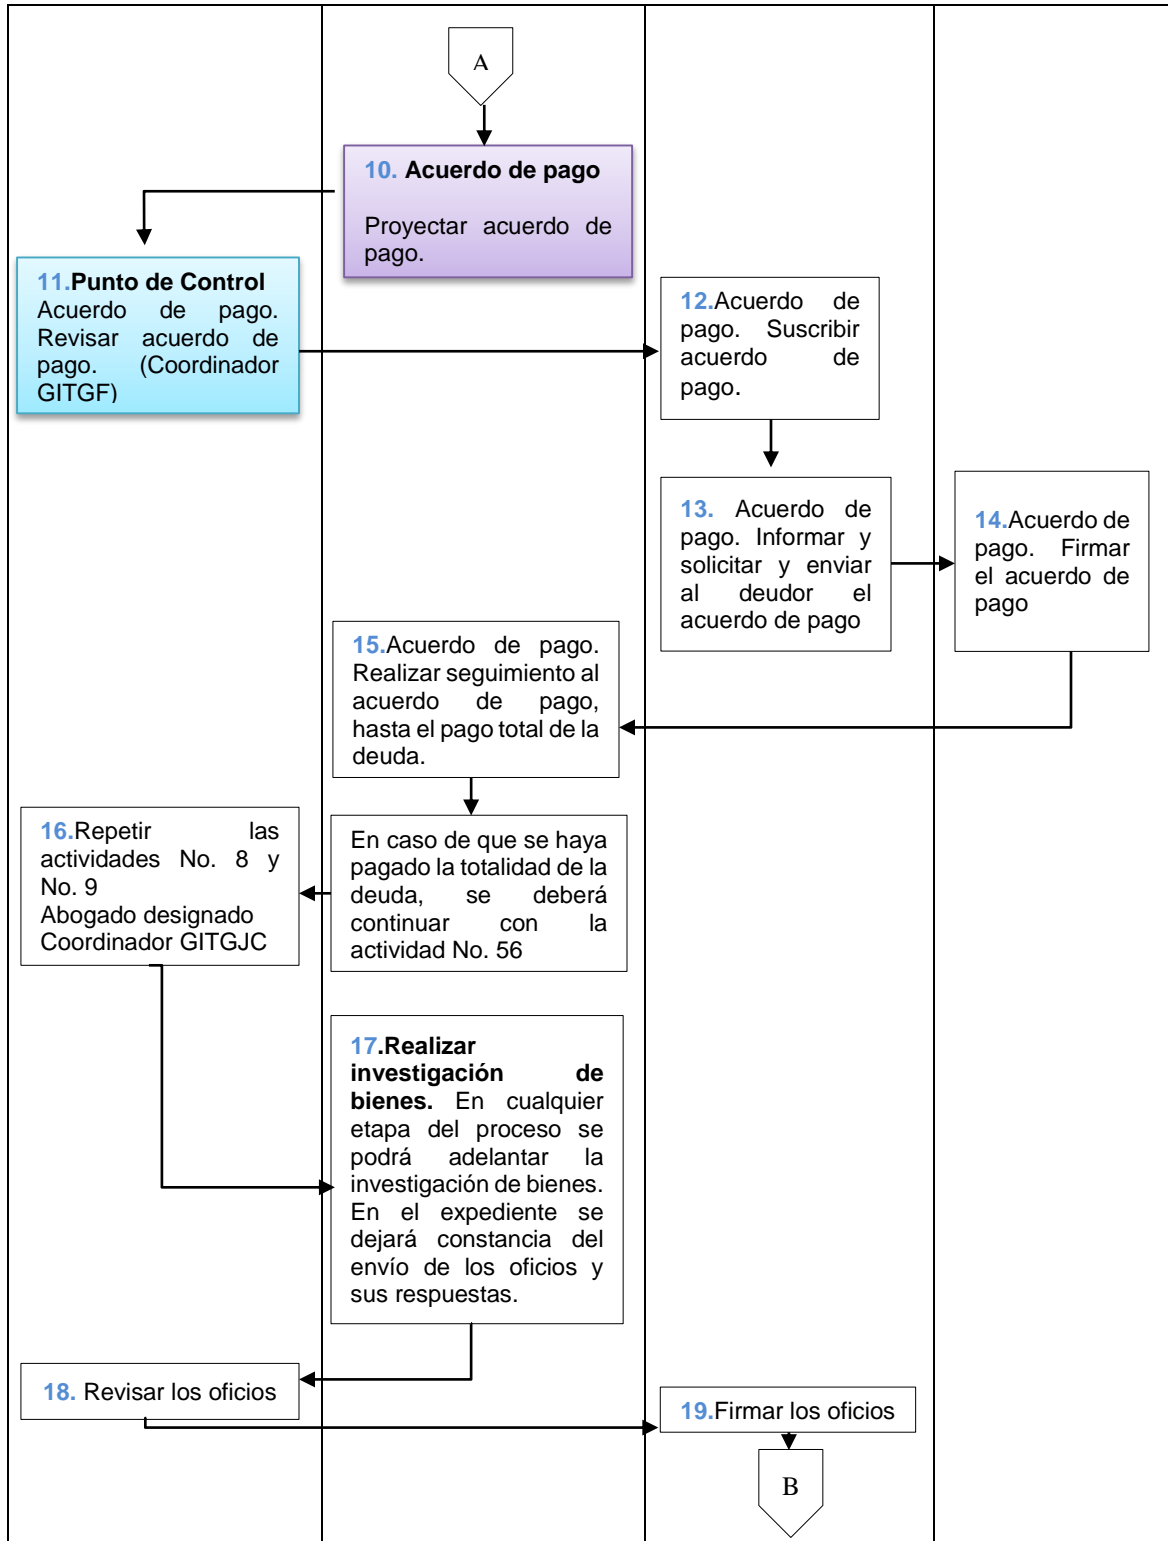 A
10. Acuerdo de pago
Proyectar acuerdo de
pago.
11.Punto de Control
Acuerdo de pago.
Revisar acuerdo de
pago. (Coordinador
GITGF)
12.Acuerdo de
pago. Suscribir
acuerdo de
pago.
13. Acuerdo de
pago. Informar y
solicitar y enviar
al deudor el
acuerdo de pago
14.Acuerdo de
pago. Firmar
el acuerdo de
pago
15.Acuerdo de pago.
Realizar seguimiento al
acuerdo de pago,
hasta el pago total de la
deuda.
16.Repetir las
actividades No. 8 y
No. 9
Abogado designado
Coordinador GITGJC
En caso de que se haya
pagado la totalidad de la
deuda, se deberá
continuar con la
actividad No. 56
17.Realizar
investigación de
bienes. En cualquier
etapa del proceso se
podrá adelantar la
investigación de bienes.
En el expediente se
dejará constancia del
envío de los oficios y
sus respuestas.
18. Revisar los oficios
19.Firmar los oficios
B